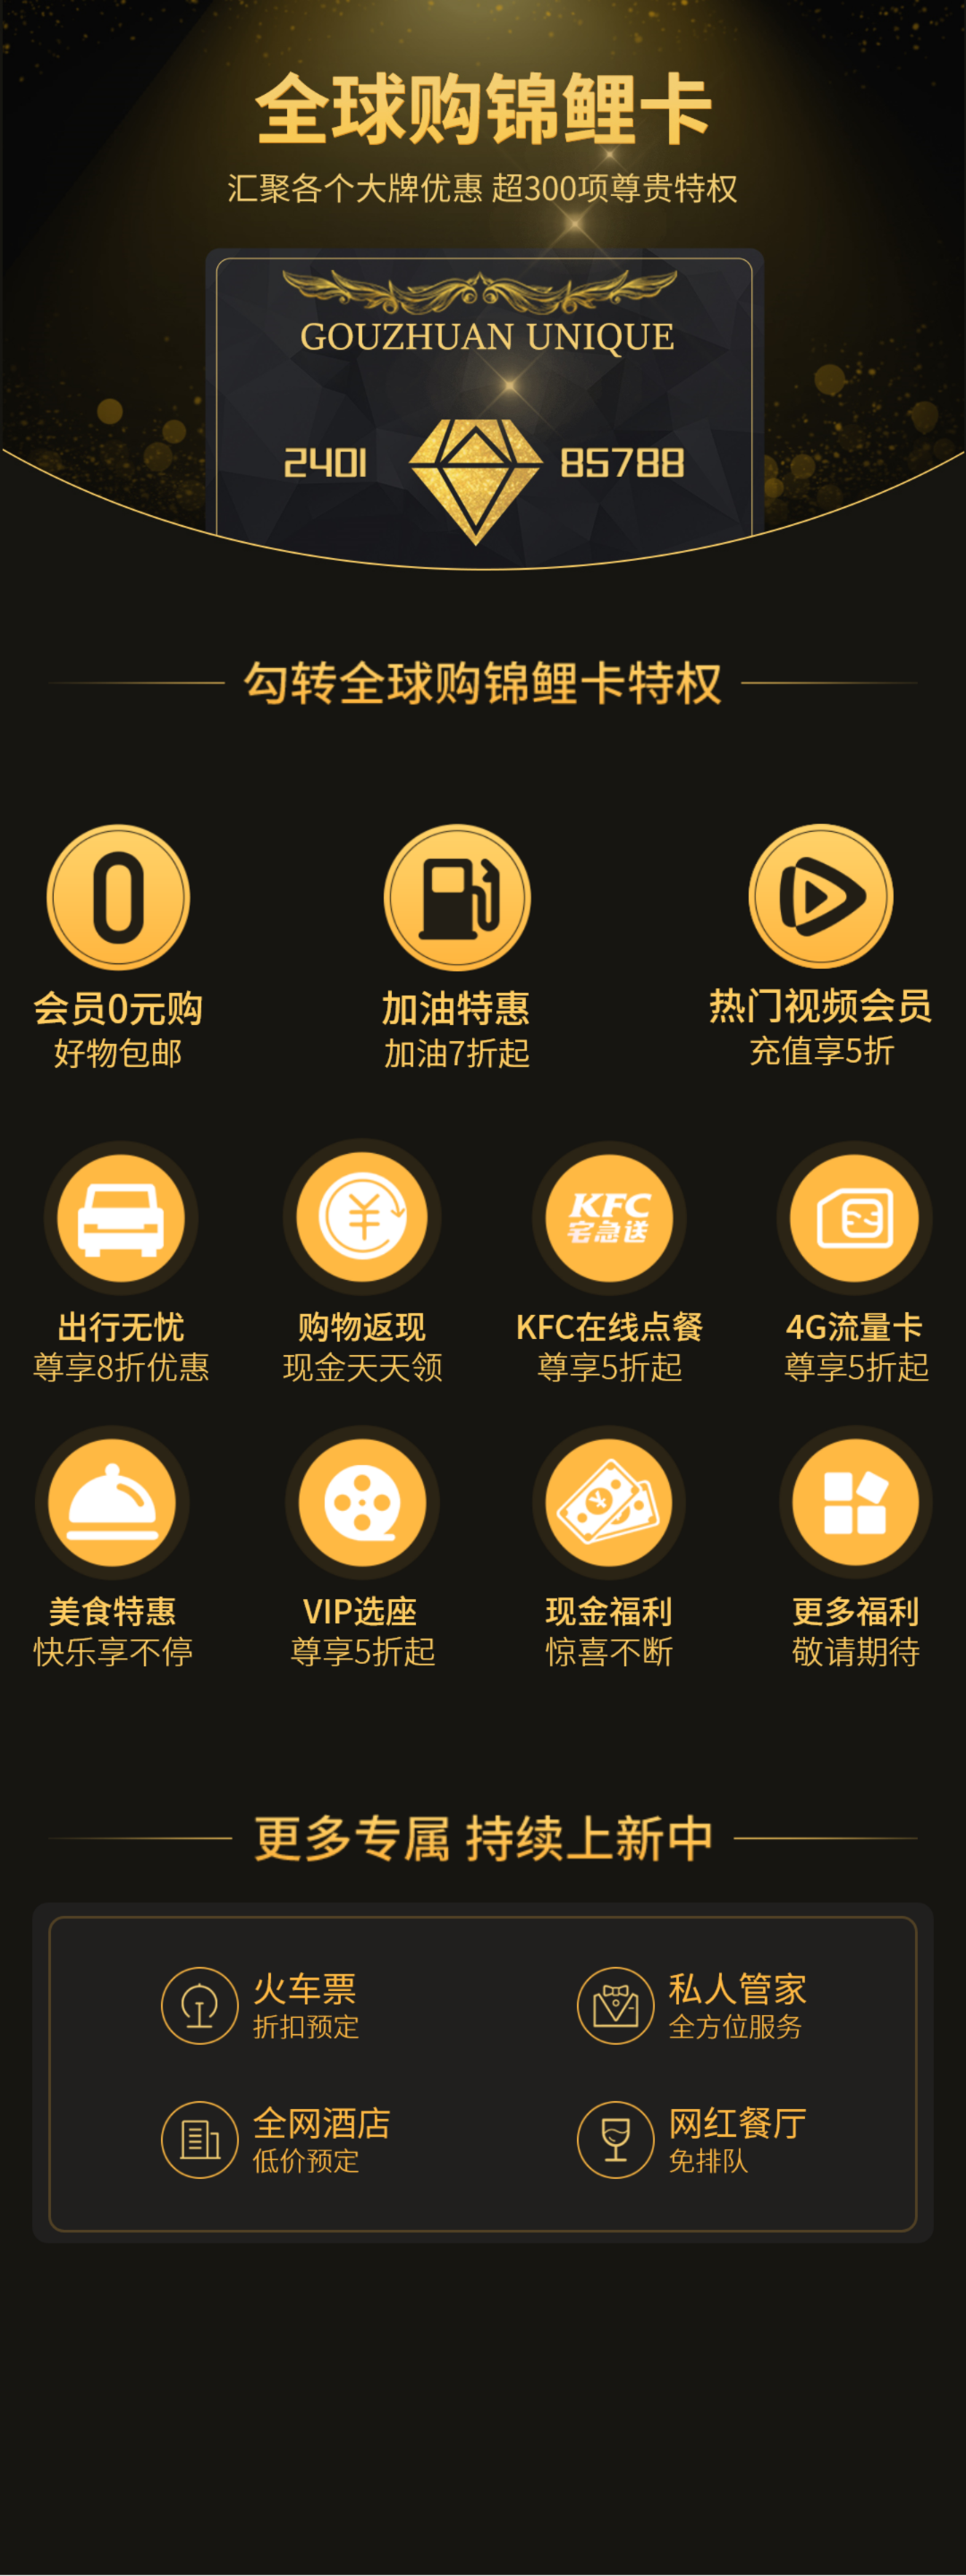 全球购锦鲤卡
汇聚各个大牌优惠 超300项尊贵特权
GOUZHUAN UNIQUE
2401 85788
勾转全球购锦鲤卡特权
0
会员0元购
好物包邮
加油特惠
加油7折起
热门视频会员
充值享5折
出行无忧
尊享8折优惠
¥
购物返现
现金天天领
KFC
宅急送
KFC在线点餐
尊享5折起
4G流量卡
尊享5折起
美食特惠
快乐享不停
VIP选座
尊享5折起
¥
现金福利
惊喜不断
更多福利
敬请期待
更多专属 持续上新中
火车票
折扣预定
私人管家
全方位服务
全网酒店
低价预定
网红餐厅
免排队